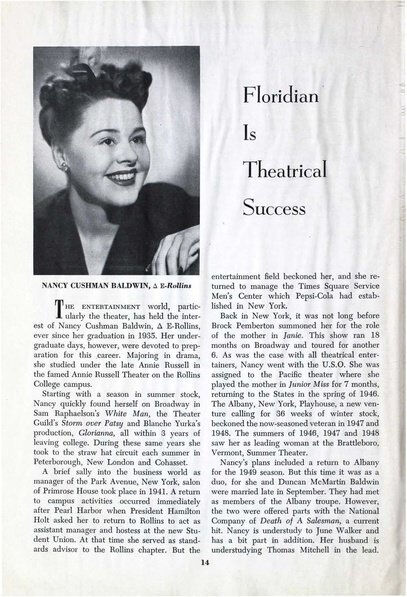 Floridian
Is
Theatrical
Success
NANCY CUSHMAN BALDWIN, Δ E-Rollins
THE ENTERTAINMENT world, partic-
ularly the theater, has held the inter-
est of Nancy Cushman Baldwin, Δ E-Rollins,
ever since her graduation in 1935. Her under-
graduate days, however, were devoted to prep-
aration for this career. Majoring in drama,
she studied under the late Annie Russell in
the famed Annie Russell Theater on the Rollins
College campus.
Starting with a season in summer stock,
Nancy quickly found herself on Broadway in
Sam Raphaelson's White Man, the Theater
Guild's Storm over Patsy and Blanche Yurka's
production, Glorianna, all within 3 years of
leaving college. During these same years she
took to the straw hat circuit each summer in
Peterborough, New London and Cohasset.
A brief sally into the business world as
manager of the Park Avenue, New York, salon
of Primrose House took place in 1941. A return
to campus activities occurred immediately
after Pearl Harbor when President Hamilton
Holt asked her to return to Rollins to act as
assistant manager and hostess at the new Stu-
dent Union. At that time she served as stand-
ards advisor to the Rollins chapter. But the
entertainment field beckoned her, and she re-
turned to manage the Times Square Service
Men's Center which Pepsi-Cola had estab-
lished in New York.
Back in New York, it was not long before
Brock Pemberton summoned her for the role
of the mother in Janie. This show ran 18
months on Broadway and toured for another
6. As was the case with all theatrical enter-
tainers, Nancy went with the U.S.O. She was
assigned to the Pacific theater where she
played the mother in Junior Miss for 7 months,
returning to the States in the spring of 1946.
The Albany, New York, Playhouse, a new ven-
ture calling for 36 weeks of winter stock,
beckoned the now-seasoned veteran in 1947 and
1948. The summers of 1946, 1947 and 1948
saw her as leading woman at the Brattleboro,
Vermont, Summer Theater.
Nancy's plans included a return to Albany
for the 1949 season. But this time it was as a
duo, for she and Duncan McMartin Baldwin
were married late in September. They had met
as members of the Albany troupe. However,
the two were offered parts with the National
Company of Death of A Salesman, a current
hit. Nancy is understudy to June Walker and
has a bit part in addition. Her husband is
understudying Thomas Mitchell in the lead.
14